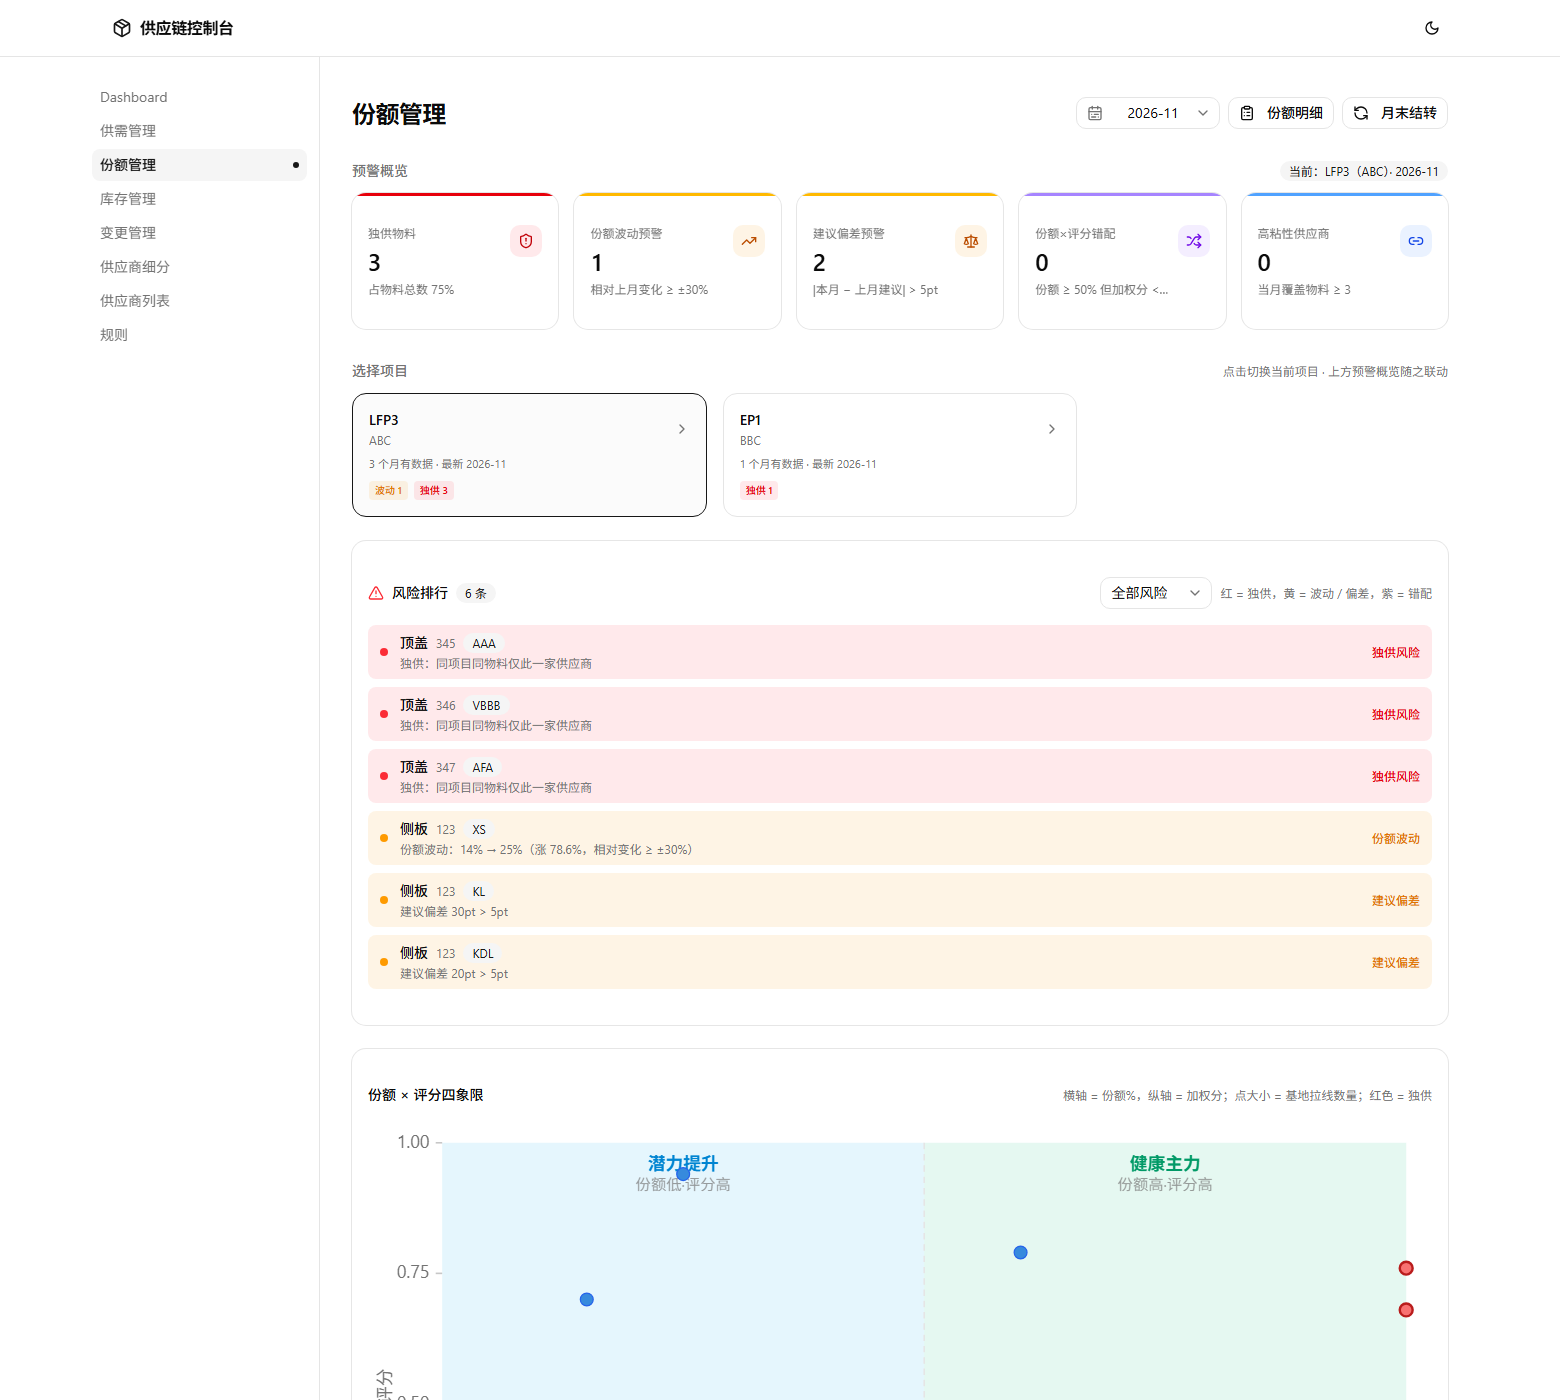 供应链控制台
Dashboard
供需管理
份额管理
库存管理
变更管理
供应商细分
供应商列表
规则
份额管理
2026-11
份额明细
月末结转
预警概览
当前：LFP3（ABC）· 2026-11
独供物料
3
占物料总数 75%
份额波动预警
1
相对上月变化 ≥ ±30%
建议偏差预警
2
|本月 − 上月建议| > 5pt
份额×评分错配
0
份额 ≥ 50% 但加权分 <...
高粘性供应商
0
当月覆盖物料 ≥ 3
选择项目
点击切换当前项目 · 上方预警概览随之联动
LFP3
ABC
3 个月有数据 · 最新 2026-11
波动 1
独供 3
EP1
BBC
1 个月有数据 · 最新 2026-11
独供 1
风险排行
6 条
全部风险
红 = 独供，黄 = 波动 / 偏差，紫 = 错配
顶盖 345 AAA
独供：同项目同物料仅此一家供应商
独供风险
顶盖 346 VBBB
独供：同项目同物料仅此一家供应商
独供风险
顶盖 347 AFA
独供：同项目同物料仅此一家供应商
独供风险
侧板 123 XS
份额波动：14% → 25%（涨 78.6%，相对变化 ≥ ±30%）
份额波动
侧板 123 KL
建议偏差 30pt > 5pt
建议偏差
侧板 123 KDL
建议偏差 20pt > 5pt
建议偏差
份额 × 评分四象限
横轴 = 份额%，纵轴 = 加权分；点大小 = 基地拉线数量；红色 = 独供
1.00
潜力提升
份额低·评分高
健康主力
份额高·评分高
0.75
评分
0.50